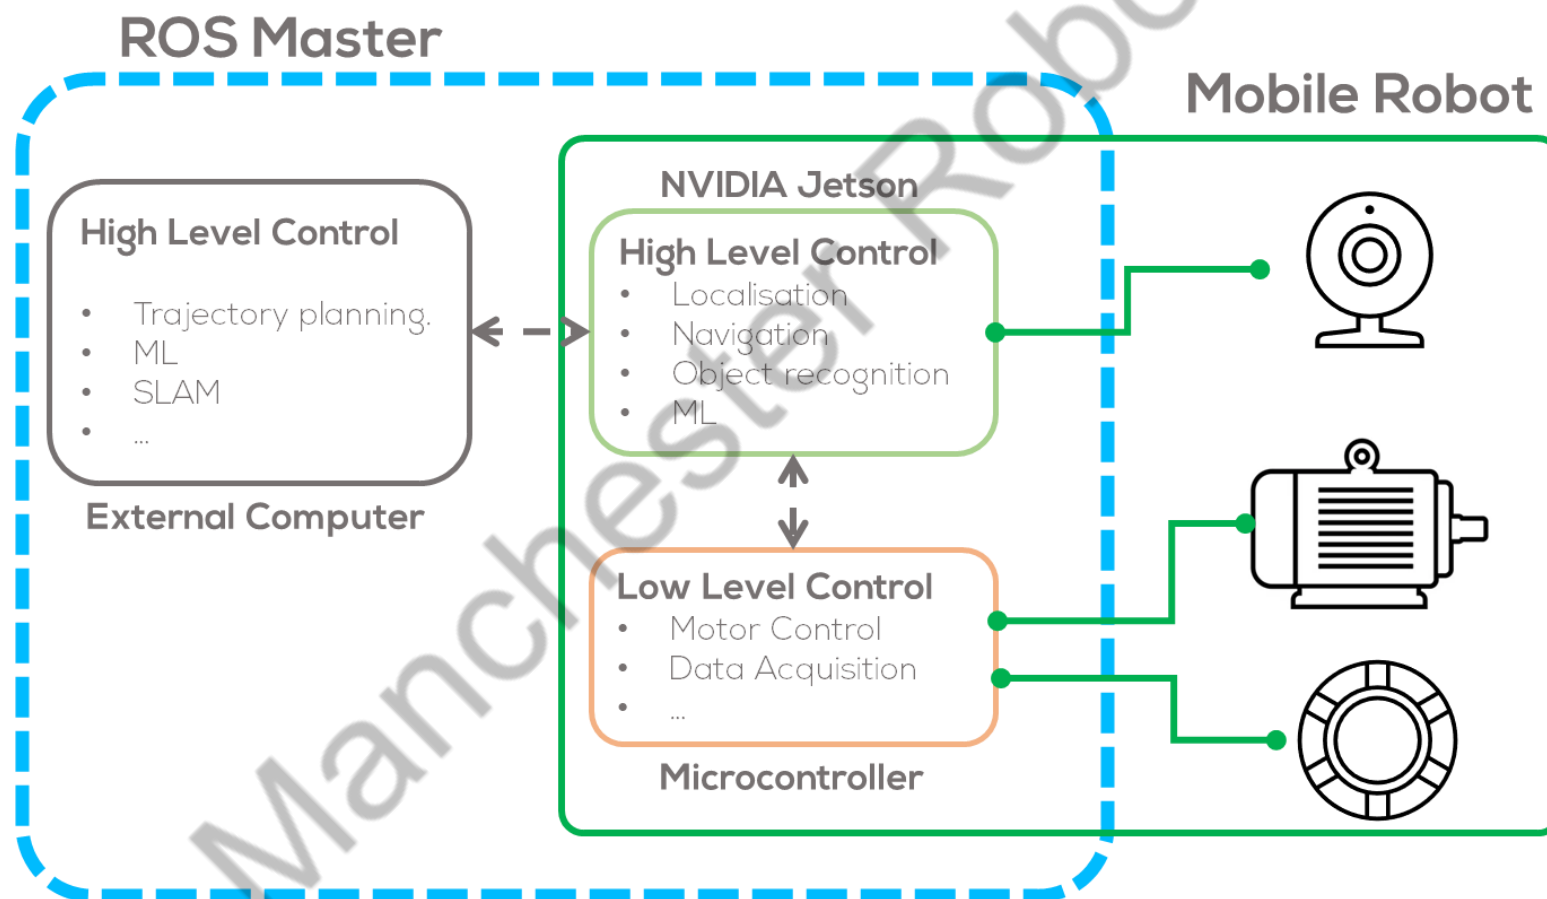 ROS Master
Mobile Robot
High Level Control
• Trajectory planning.
• ML
• SLAM
• ...
External Computer
NVIDIA Jetson
High Level Control
• Localisation
• Navigation
• Object recognition
• ML
Low Level Control
• Motor Control
• Data Acquisition
• ...
Microcontroller
Manchester Robo